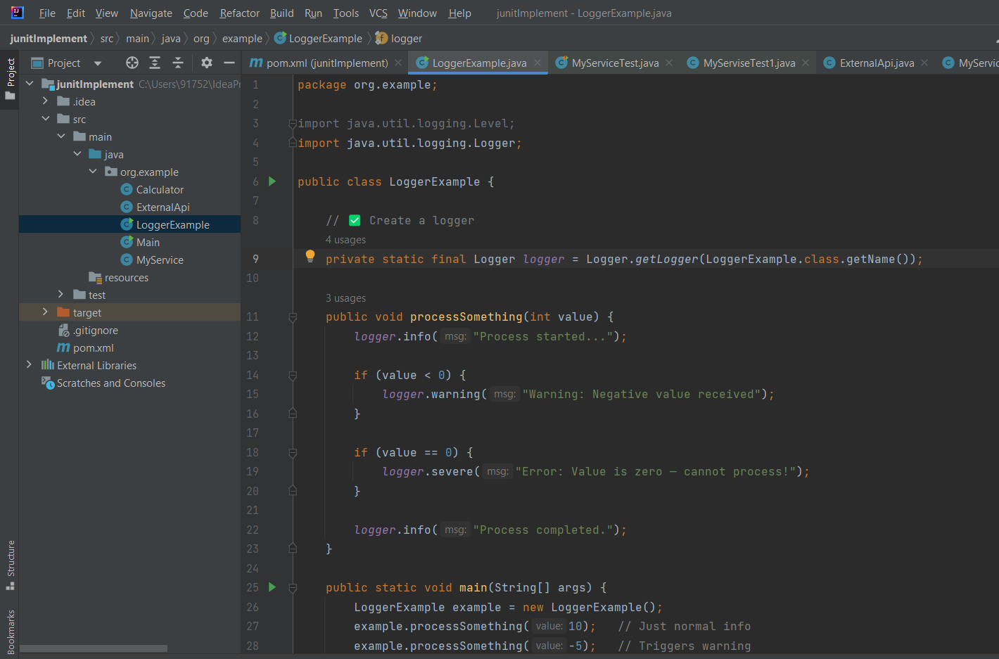 File Edit View Navigate Code Refactor Build Run Tools VCS Window Help junitImplement - LoggerExample.java
junitImplement src main java org example LoggerExample logger
Project
pom.xml (junitImplement) LoggerExample.java MyServiceTest.java MyServiseTest1.java ExternalApi.java MyServic
Project
junitImplement C:\Users\91752\IdeaPr
.idea
src
main
java
org.example
Calculator
ExternalApi
LoggerExample
Main
MyService
resources
test
target
.gitignore
pom.xml
External Libraries
Scratches and Consoles
Structure
Bookmarks
1 package org.example;
2
3 import java.util.logging.Level;
4 import java.util.logging.Logger;
5
6 public class LoggerExample {
7
8 // ✅ Create a logger
4 usages
9 private static final Logger logger = Logger.getLogger(LoggerExample.class.getName());
10
3 usages
11 public void processSomething(int value) {
12 logger.info( msg: "Process started...");
13
14 if (value < 0) {
15 logger.warning( msg: "Warning: Negative value received");
16 }
17
18 if (value == 0) {
19 logger.severe( msg: "Error: Value is zero — cannot process!");
20 }
21
22 logger.info( msg: "Process completed.");
23 }
24
25 public static void main(String[] args) {
26 LoggerExample example = new LoggerExample();
27 example.processSomething( value: 10); // Just normal info
28 example.processSomething( value: -5); // Triggers warning